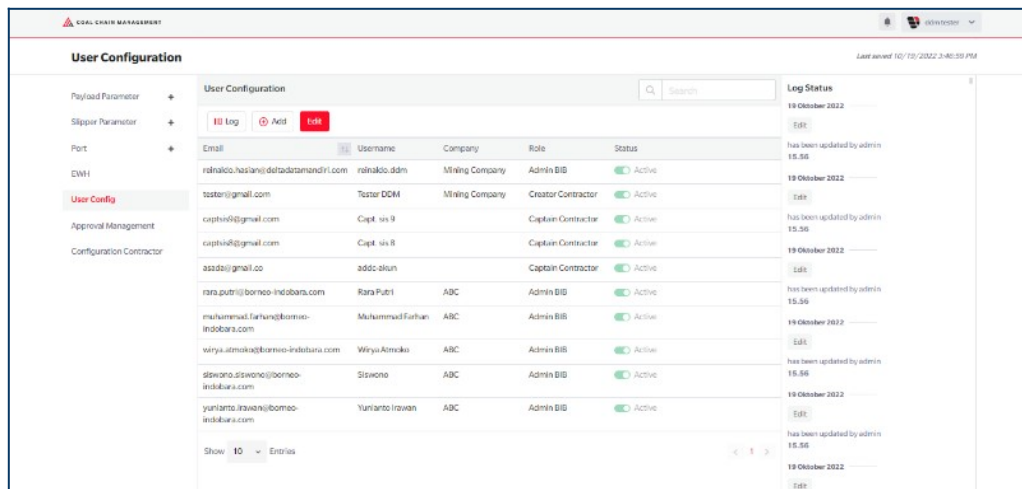 COAL CHAIN MANAGEMENT
ddm tester
User Configuration
Last saved 10/19/2022 3:46:56 PM
Payload Parameter +
Slipper Parameter +
Port +
EWH
User Config
Approval Management
Configuration Contractor
User Configuration
Search
Log
Add
Edit
Email Username Company Role Status
reinaldo.hasian@deltadatamandiri.com reinaldo.ddm Mining Company Admin BIB Active
tester@gmail.com Tester DDM Mining Company Creator Contractor Active
captsis9@gmail.com Capt. sis 9 Captain Contractor Active
captsis8@gmail.com Capt. sis 8 Captain Contractor Active
asada@gmail.co addc-akun Captain Contractor Active
rara.putri@borneo-indobara.com Rara Putri ABC Admin BIB Active
muhammad.farhan@borneo-
indobara.com Muhammad Farhan ABC Admin BIB Active
wirya.atmoko@borneo-indobara.com Wirya Atmoko ABC Admin BIB Active
siswono.siswono@borneo-
indobara.com Siswono ABC Admin BIB Active
yunianto.irawan@borneo-
indobara.com Yunianto Irawan ABC Admin BIB Active
Show 10 Entries
< 1 >
Log Status
19 Oktober 2022
Edit
has been updated by admin
15.56
19 Oktober 2022
Edit
has been updated by admin
15.56
19 Oktober 2022
Edit
has been updated by admin
15.56
19 Oktober 2022
Edit
has been updated by admin
15.56
19 Oktober 2022
Edit
has been updated by admin
15.56
19 Oktober 2022
Edit